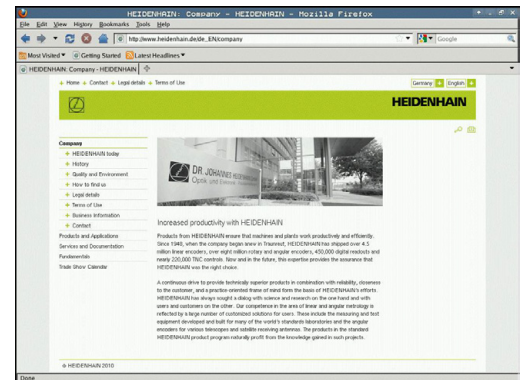 HEIDENHAIN: Company - HEIDENHAIN - Mozilla Firefox
File Edit View History Bookmarks Tools Help
http://www.heidenhain.de/de_EN/company
Google
Most Visited Getting Started Latest Headlines
HEIDENHAIN: Company - HEIDENHAIN
Home Contact Legal details Terms of Use
Germany English
HEIDENHAIN
Company
HEIDENHAIN today
History
Quality and Environment
How to find us
Legal details
Terms of Use
Business Information
Contact
Products and Applications
Services and Documentation
Fundamentals
Trade Show Calendar
DR. JOHANNES HEIDENHAIN
Optik und Elektronik
Increased productivity with HEIDENHAIN
Products from HEIDENHAIN ensure that machines and plants work productively and efficiently.
Since 1948, when the company began anew in Traunreut, HEIDENHAIN has shipped over 4.5
million linear encoders, over eight million rotary and angular encoders, 450,000 digital readouts and
nearly 220,000 TNC controls. Now and in the future, this expertise provides the assurance that
HEIDENHAIN was the right choice.
A continuous drive to provide technically superior products in combination with reliability, closeness
to the customer, and a practice-oriented frame of mind form the basis of HEIDENHAIN's efforts.
HEIDENHAIN has always sought a dialog with science and research on the one hand and with
users and customers on the other. Our competence in the area of linear and angular metrology is
reflected by a large number of customized solutions for users. These include the measuring and test
equipment developed and built for many of the world's standards laboratories and the angular
encoders for various telescopes and satellite receiving antennas. The products in the standard
HEIDENHAIN product program naturally profit from the knowledge gained in such projects.
© HEIDENHAIN 2010
Done